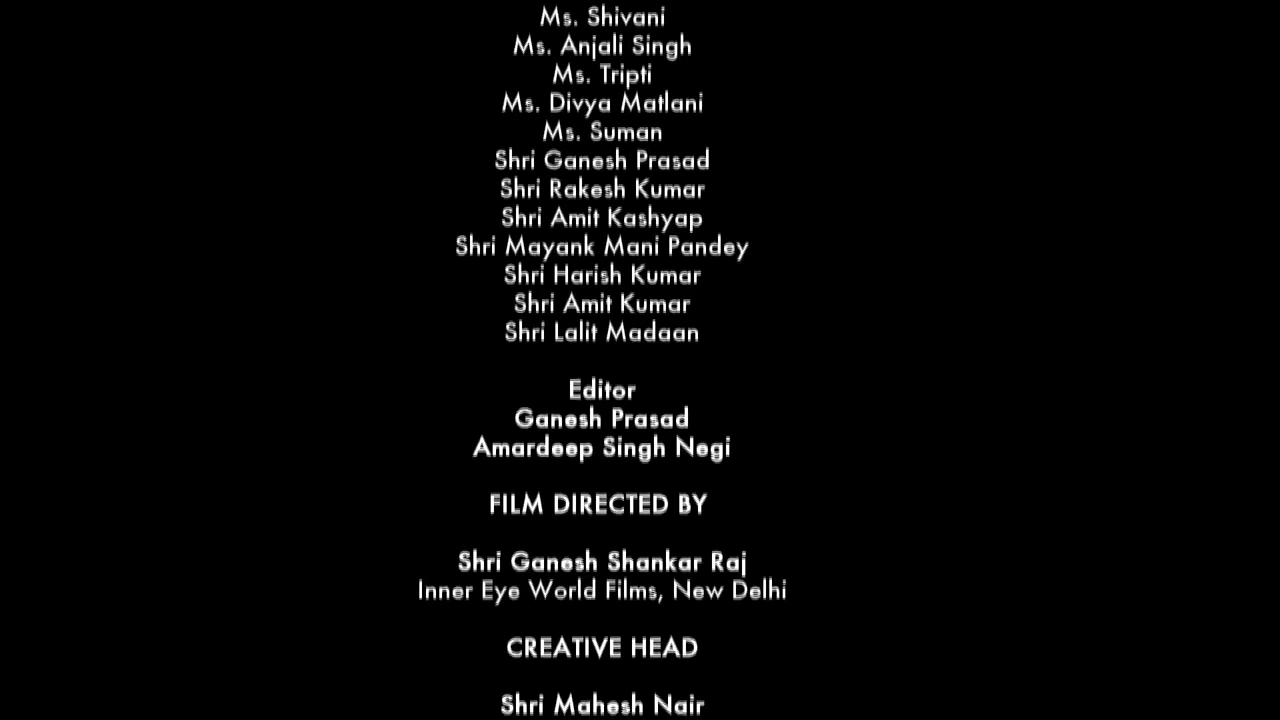 Ms. Shivani
Ms. Anjali Singh
Ms. Tripti
Ms. Divya Matlani
Ms. Suman
Shri Ganesh Prasad
Shri Rakesh Kumar
Shri Amit Kashyap
Shri Mayank Mani Pandey
Shri Harish Kumar
Shri Amit Kumar
Shri Lalit Madaan
Editor
Ganesh Prasad
Amardeep Singh Negi
FILM DIRECTED BY
Shri Ganesh Shankar Raj
Inner Eye World Films, New Delhi
CREATIVE HEAD
Shri Mahesh Nair